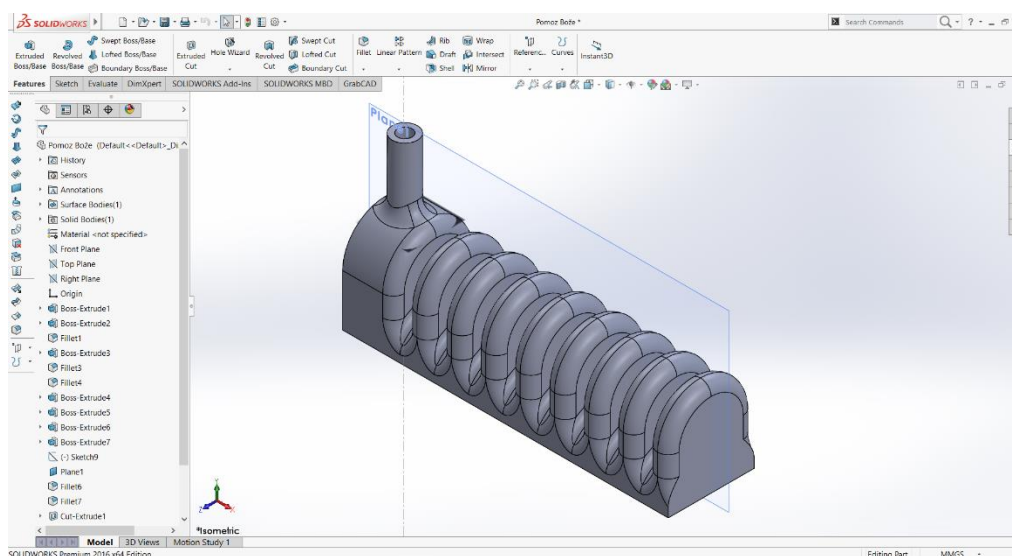 SOLIDWORKS
Pomoz Bože *
Search Commands
Extruded Boss/Base
Revolved Boss/Base
Swept Boss/Base
Lofted Boss/Base
Boundary Boss/Base
Extruded Cut
Hole Wizard
Revolved Cut
Swept Cut
Lofted Cut
Boundary Cut
Fillet
Linear Pattern
Rib
Draft
Shell
Wrap
Intersect
Mirror
Referenc...
Curves
Instant3D
Features Sketch Evaluate DimXpert SOLIDWORKS Add-Ins SOLIDWORKS MBD GrabCAD
Pomoz Bože (Default<<Default>_Di
History
Sensors
Annotations
Surface Bodies(1)
Solid Bodies(1)
Material <not specified>
Front Plane
Top Plane
Right Plane
Origin
Boss-Extrude1
Boss-Extrude2
Fillet1
Boss-Extrude3
Fillet3
Fillet4
Boss-Extrude4
Boss-Extrude5
Boss-Extrude6
Boss-Extrude7
(-) Sketch9
Plane1
Fillet6
Fillet7
Cut-Extrude1
*Isometric
Model 3D Views Motion Study 1
SOLIDWORKS Premium 2016 x64 Edition
Editing Part MMGS